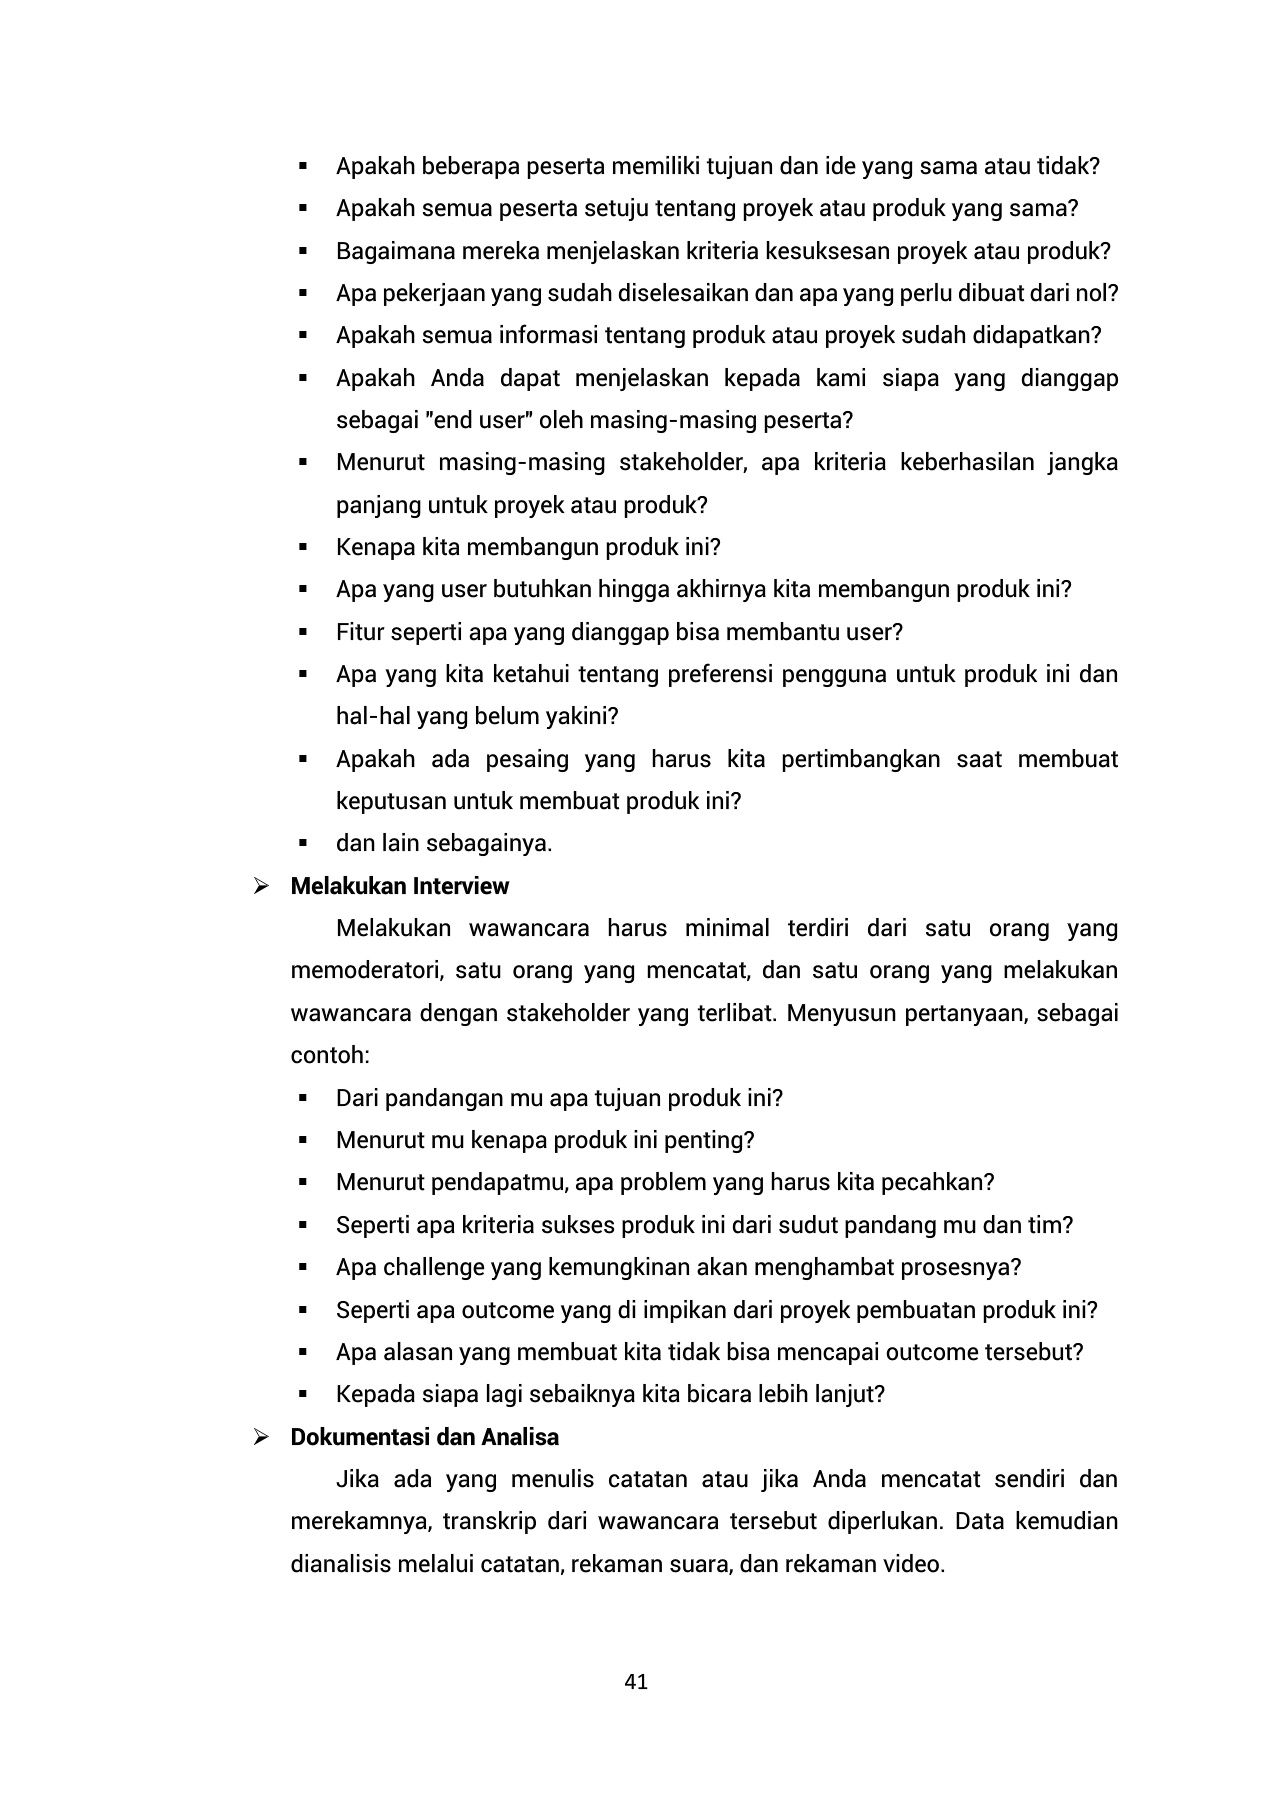 ▪ Apakah beberapa peserta memiliki tujuan dan ide yang sama atau tidak?
▪ Apakah semua peserta setuju tentang proyek atau produk yang sama?
▪ Bagaimana mereka menjelaskan kriteria kesuksesan proyek atau produk?
▪ Apa pekerjaan yang sudah diselesaikan dan apa yang perlu dibuat dari nol?
▪ Apakah semua informasi tentang produk atau proyek sudah didapatkan?
▪ Apakah Anda dapat menjelaskan kepada kami siapa yang dianggap
sebagai "end user" oleh masing-masing peserta?
▪ Menurut masing-masing stakeholder, apa kriteria keberhasilan jangka
panjang untuk proyek atau produk?
▪ Kenapa kita membangun produk ini?
▪ Apa yang user butuhkan hingga akhirnya kita membangun produk ini?
▪ Fitur seperti apa yang dianggap bisa membantu user?
▪ Apa yang kita ketahui tentang preferensi pengguna untuk produk ini dan
hal-hal yang belum yakini?
▪ Apakah ada pesaing yang harus kita pertimbangkan saat membuat
keputusan untuk membuat produk ini?
▪ dan lain sebagainya.
➢ Melakukan Interview
Melakukan wawancara harus minimal terdiri dari satu orang yang
memoderatori, satu orang yang mencatat, dan satu orang yang melakukan
wawancara dengan stakeholder yang terlibat. Menyusun pertanyaan, sebagai
contoh:
▪ Dari pandangan mu apa tujuan produk ini?
▪ Menurut mu kenapa produk ini penting?
▪ Menurut pendapatmu, apa problem yang harus kita pecahkan?
▪ Seperti apa kriteria sukses produk ini dari sudut pandang mu dan tim?
▪ Apa challenge yang kemungkinan akan menghambat prosesnya?
▪ Seperti apa outcome yang di impikan dari proyek pembuatan produk ini?
▪ Apa alasan yang membuat kita tidak bisa mencapai outcome tersebut?
▪ Kepada siapa lagi sebaiknya kita bicara lebih lanjut?
➢ Dokumentasi dan Analisa
Jika ada yang menulis catatan atau jika Anda mencatat sendiri dan
merekamnya, transkrip dari wawancara tersebut diperlukan. Data kemudian
dianalisis melalui catatan, rekaman suara, dan rekaman video.
41